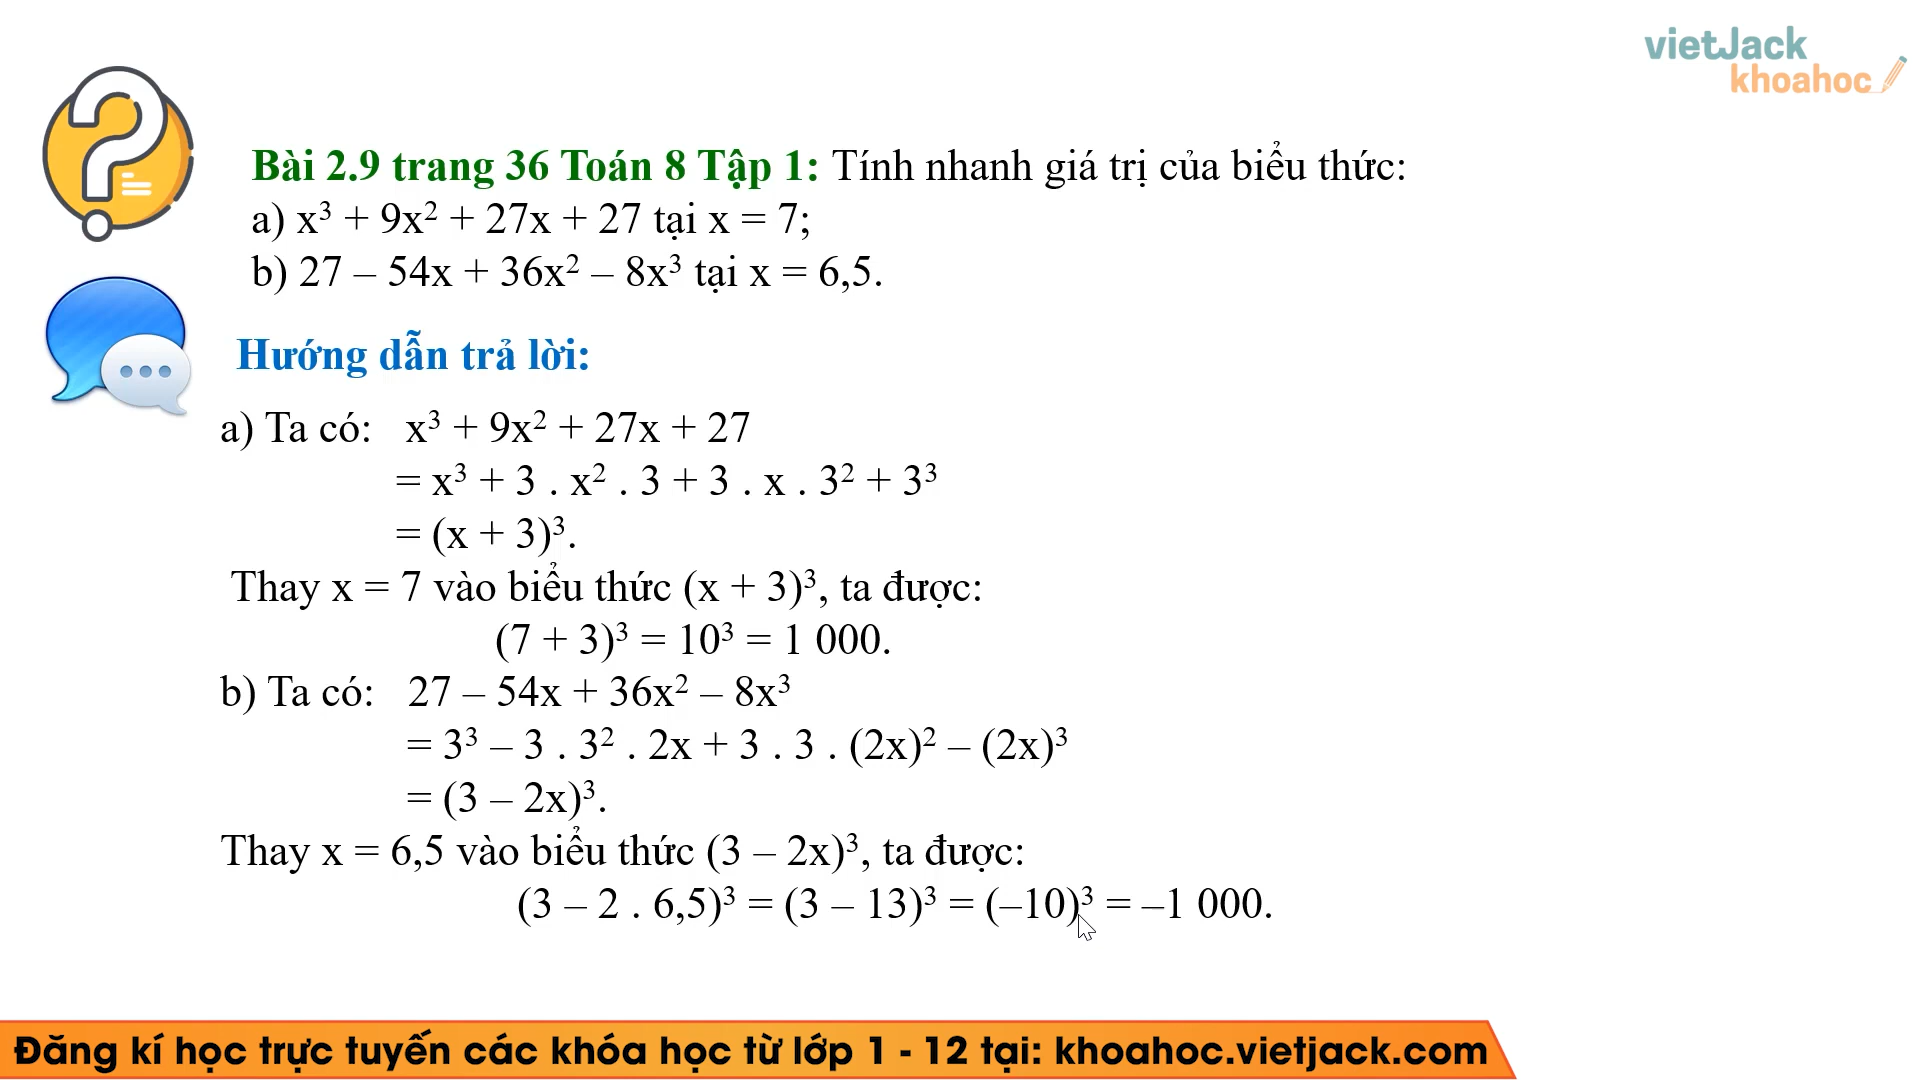 vietJack
khoahoc
Bài 2.9 trang 36 Toán 8 Tập 1: Tính nhanh giá trị của biểu thức:
a) x³ + 9x² + 27x + 27 tại x = 7;
b) 27 – 54x + 36x² – 8x³ tại x = 6,5.
Hướng dẫn trả lời:
a) Ta có: x³ + 9x² + 27x + 27
= x³ + 3 . x² . 3 + 3 . x . 3² + 3³
= (x + 3)³.
Thay x = 7 vào biểu thức (x + 3)³, ta được:
(7 + 3)³ = 10³ = 1 000.
b) Ta có: 27 – 54x + 36x² – 8x³
= 3³ – 3 . 3² . 2x + 3 . 3 . (2x)² – (2x)³
= (3 – 2x)³.
Thay x = 6,5 vào biểu thức (3 – 2x)³, ta được:
(3 – 2 . 6,5)³ = (3 – 13)³ = (–10)³ = –1 000.
Đăng kí học trực tuyến các khóa học từ lớp 1 - 12 tại: khoahoc.vietjack.com